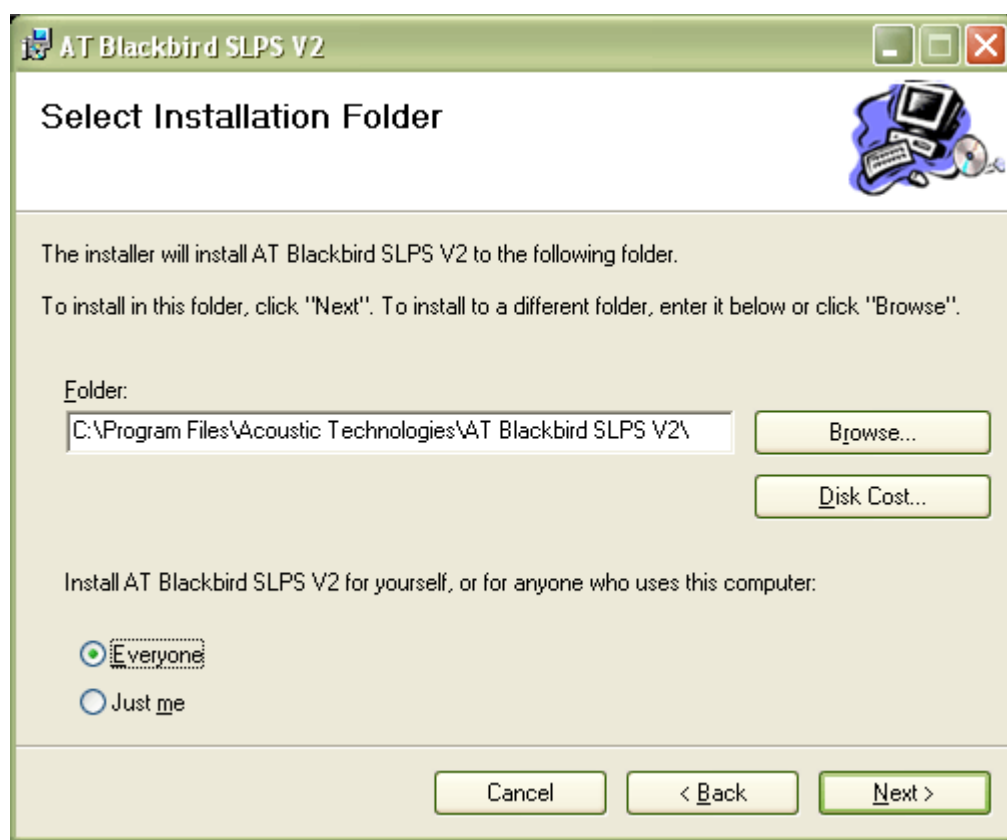 AT Blackbird SLPS V2
Select Installation Folder
The installer will install AT Blackbird SLPS V2 to the following folder.
To install in this folder, click "Next". To install to a different folder, enter it below or click "Browse".
Folder:
C:\Program Files\Acoustic Technologies\AT Blackbird SLPS V2\
Browse...
Disk Cost...
Install AT Blackbird SLPS V2 for yourself, or for anyone who uses this computer:
Everyone
Just me
Cancel
< Back
Next >